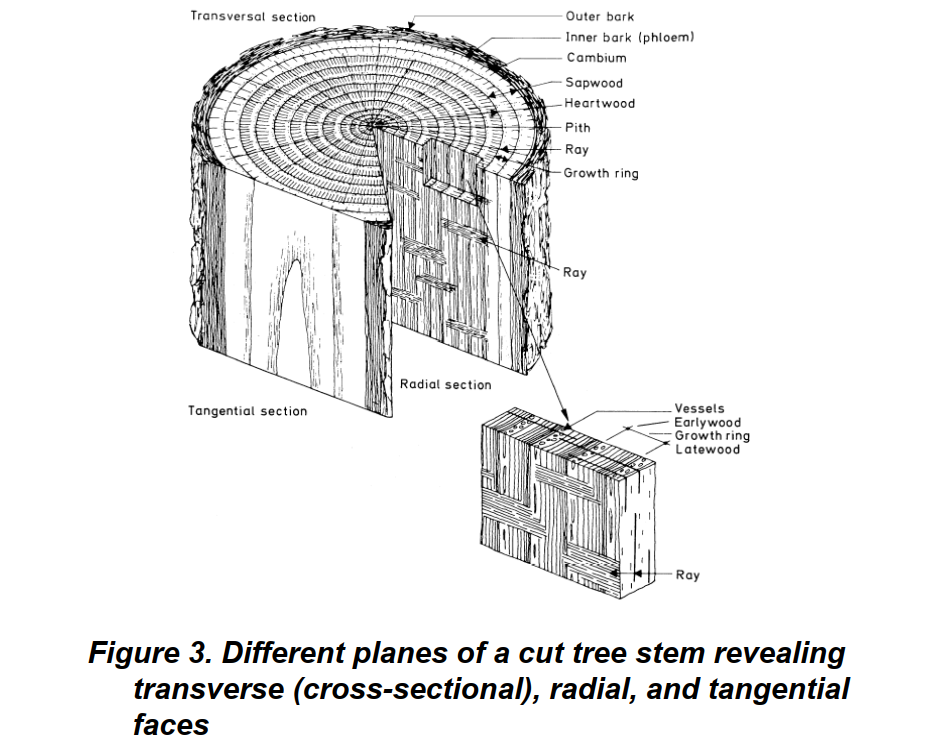 Transversal section
Outer bark
Inner bark (phloem)
Cambium
Sapwood
Heartwood
Pith
Ray
Growth ring
Ray
Radial section
Tangential section
Vessels
Earlywood
Growth ring
Latewood
Ray
Figure 3. Different planes of a cut tree stem revealing
transverse (cross-sectional), radial, and tangential
faces